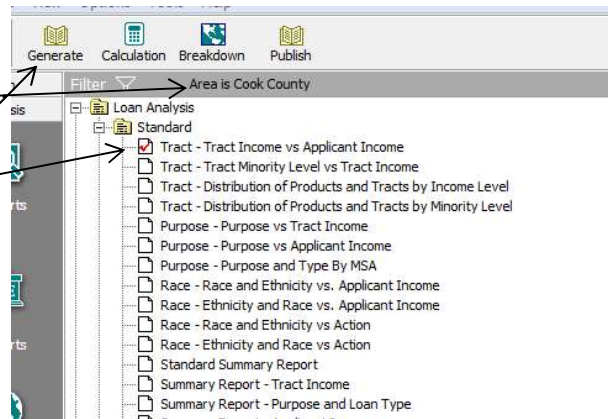 Generate Calculation Breakdown Publish
Filter Area is Cook County
sis
Loan Analysis
Standard
Tract - Tract Income vs Applicant Income
Tract - Tract Minority Level vs Tract Income
Tract - Distribution of Products and Tracts by Income Level
Tract - Distribution of Products and Tracts by Minority Level
rts
Purpose - Purpose vs Tract Income
Purpose - Purpose vs Applicant Income
Purpose - Purpose and Type By MSA
Race - Race and Ethnicity vs. Applicant Income
Race - Ethnicity and Race vs. Applicant Income
Race - Race and Ethnicity vs Action
rts
Race - Ethnicity and Race vs Action
Standard Summary Report
Summary Report - Tract Income
Summary Report - Purpose and Loan Type